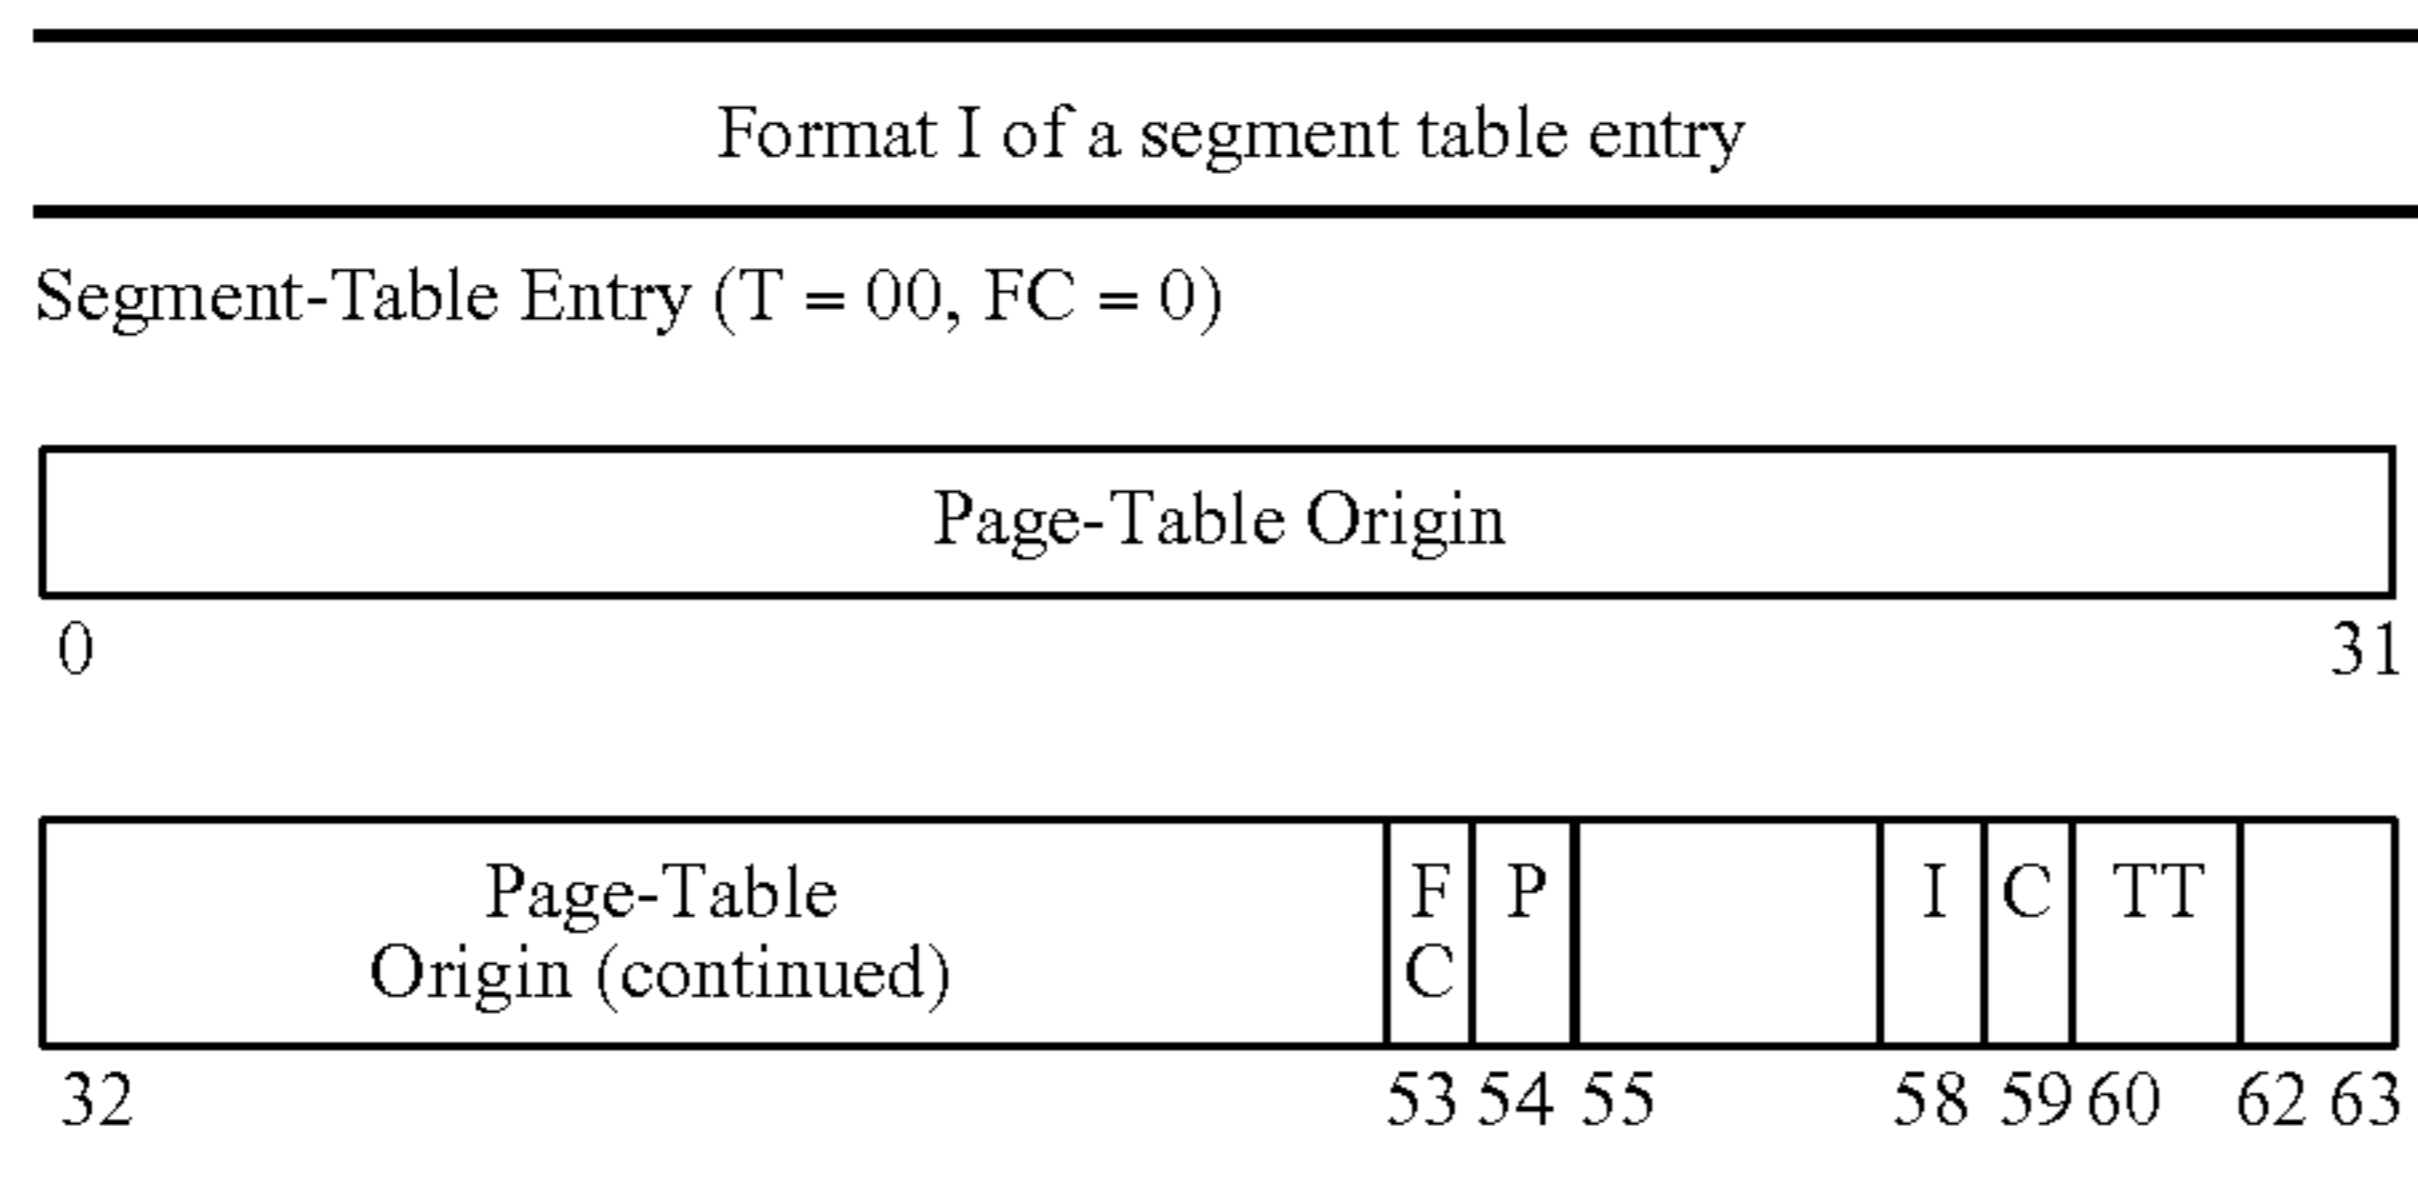 Format I of a segment table entry
Segment-Table Entry (T = 00, FC = 0)
Page-Table Origin
0 31
Page-Table F P I C TT
Origin (continued) C
32 53 54 55 58 59 60 62 63